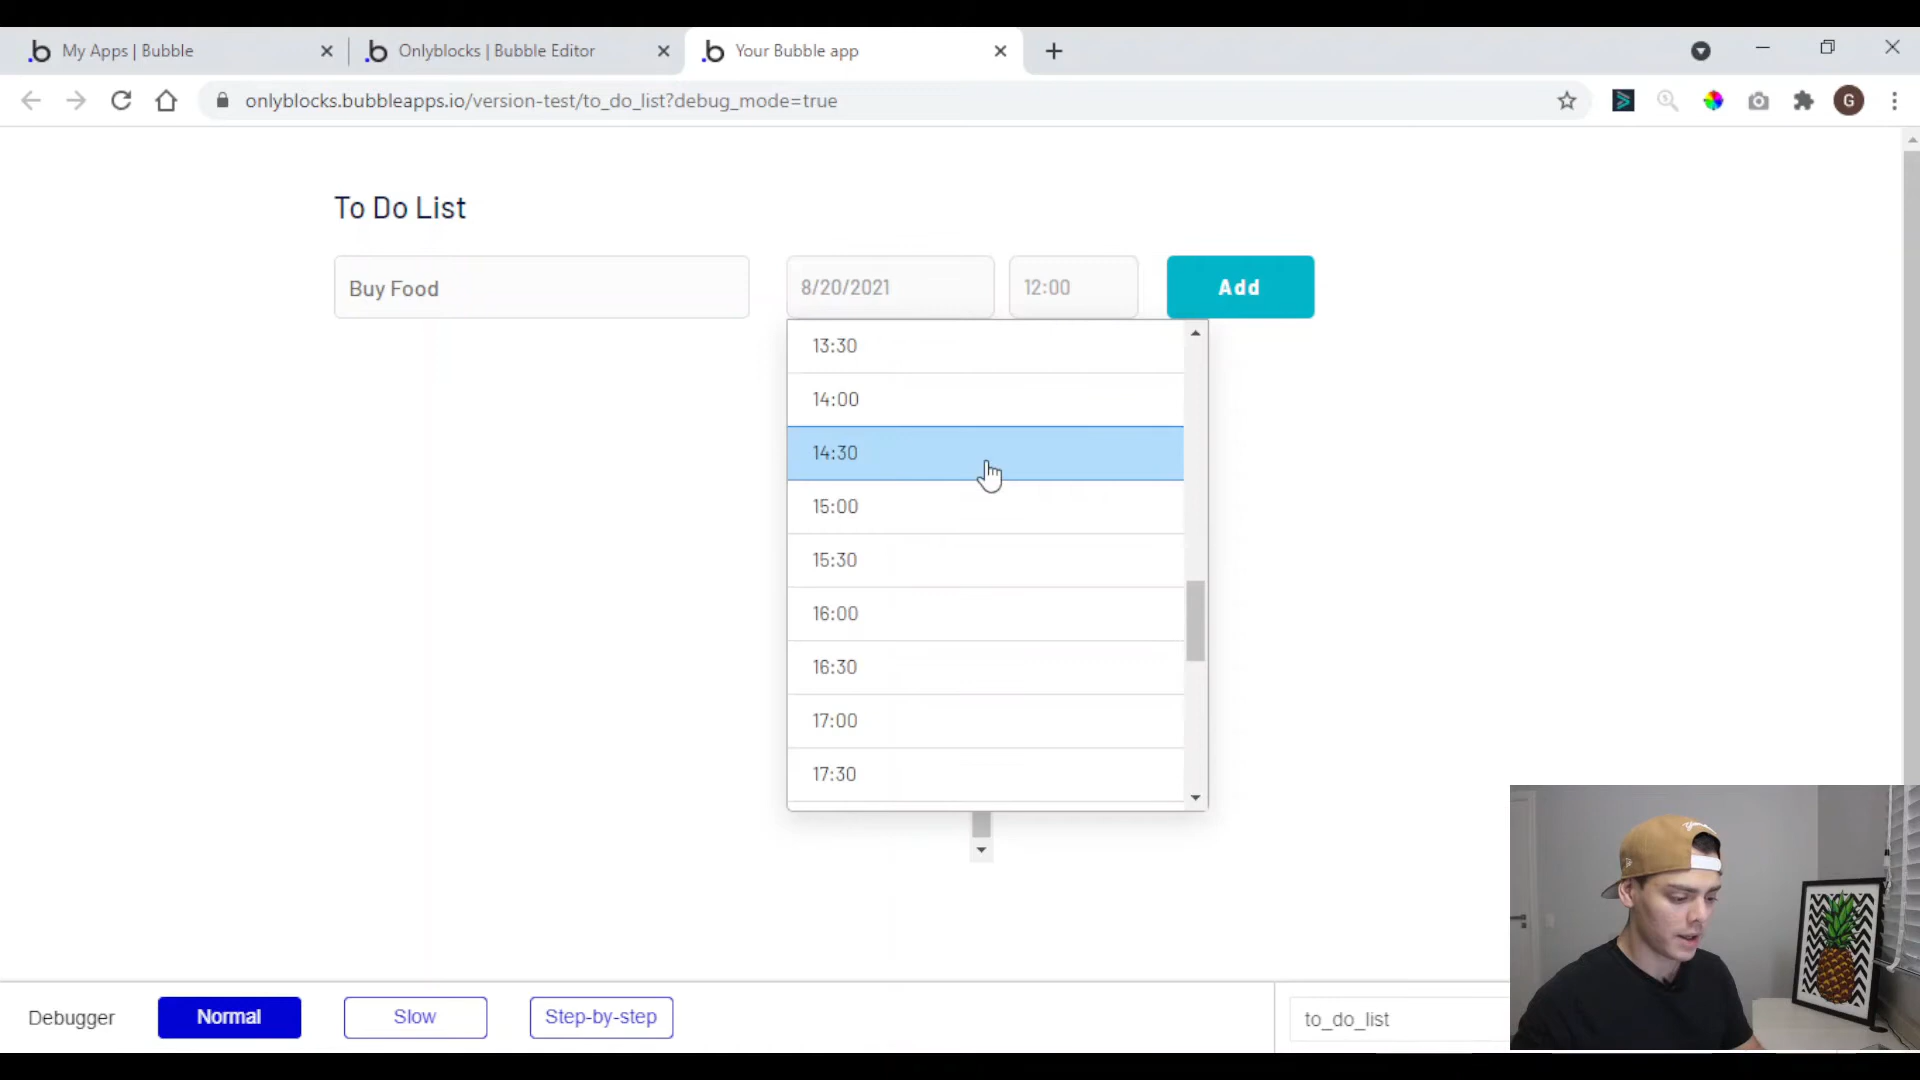 My Apps | Bubble
Onlyblocks | Bubble Editor
Your Bubble app
onlyblocks.bubbleapps.io/version-test/to_do_list?debug_mode=true
G
To Do List
Buy Food
8/20/2021
12:00
Add
13:30
14:00
14:30
15:00
15:30
16:00
16:30
17:00
17:30
Debugger
Normal
Slow
Step-by-step
to_do_list